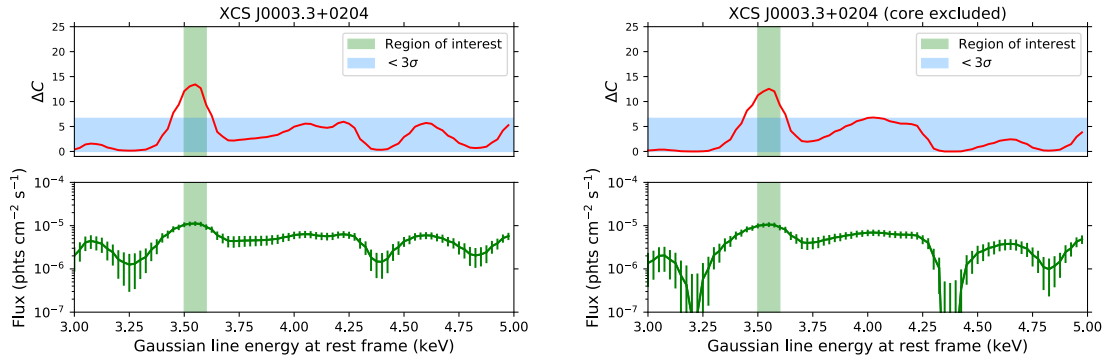 XCS J0003.3+0204
25
20
15
10
5
0
ΔC
Region of interest
< 3σ
10⁻⁴
10⁻⁵
10⁻⁶
10⁻⁷
Flux (phts cm⁻² s⁻¹)
3.00 3.25 3.50 3.75 4.00 4.25 4.50 4.75 5.00
Gaussian line energy at rest frame (keV)
XCS J0003.3+0204 (core excluded)
25
20
15
10
5
0
ΔC
Region of interest
< 3σ
10⁻⁴
10⁻⁵
10⁻⁶
10⁻⁷
Flux (phts cm⁻² s⁻¹)
3.00 3.25 3.50 3.75 4.00 4.25 4.50 4.75 5.00
Gaussian line energy at rest frame (keV)